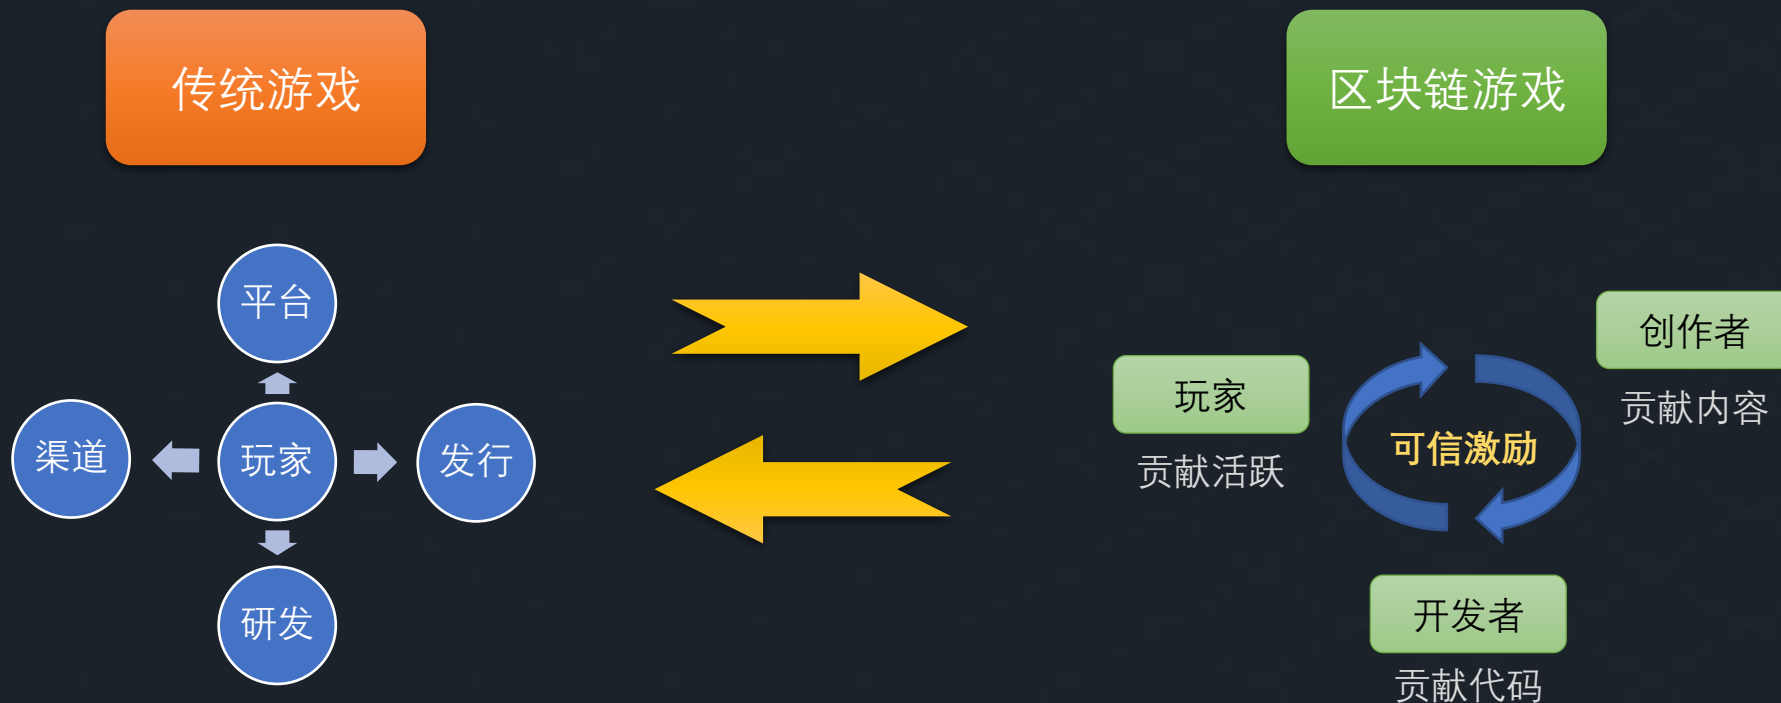 传统游戏
区块链游戏
平台
渠道
玩家
发行
研发
玩家
贡献活跃
可信激励
创作者
贡献内容
开发者
贡献代码